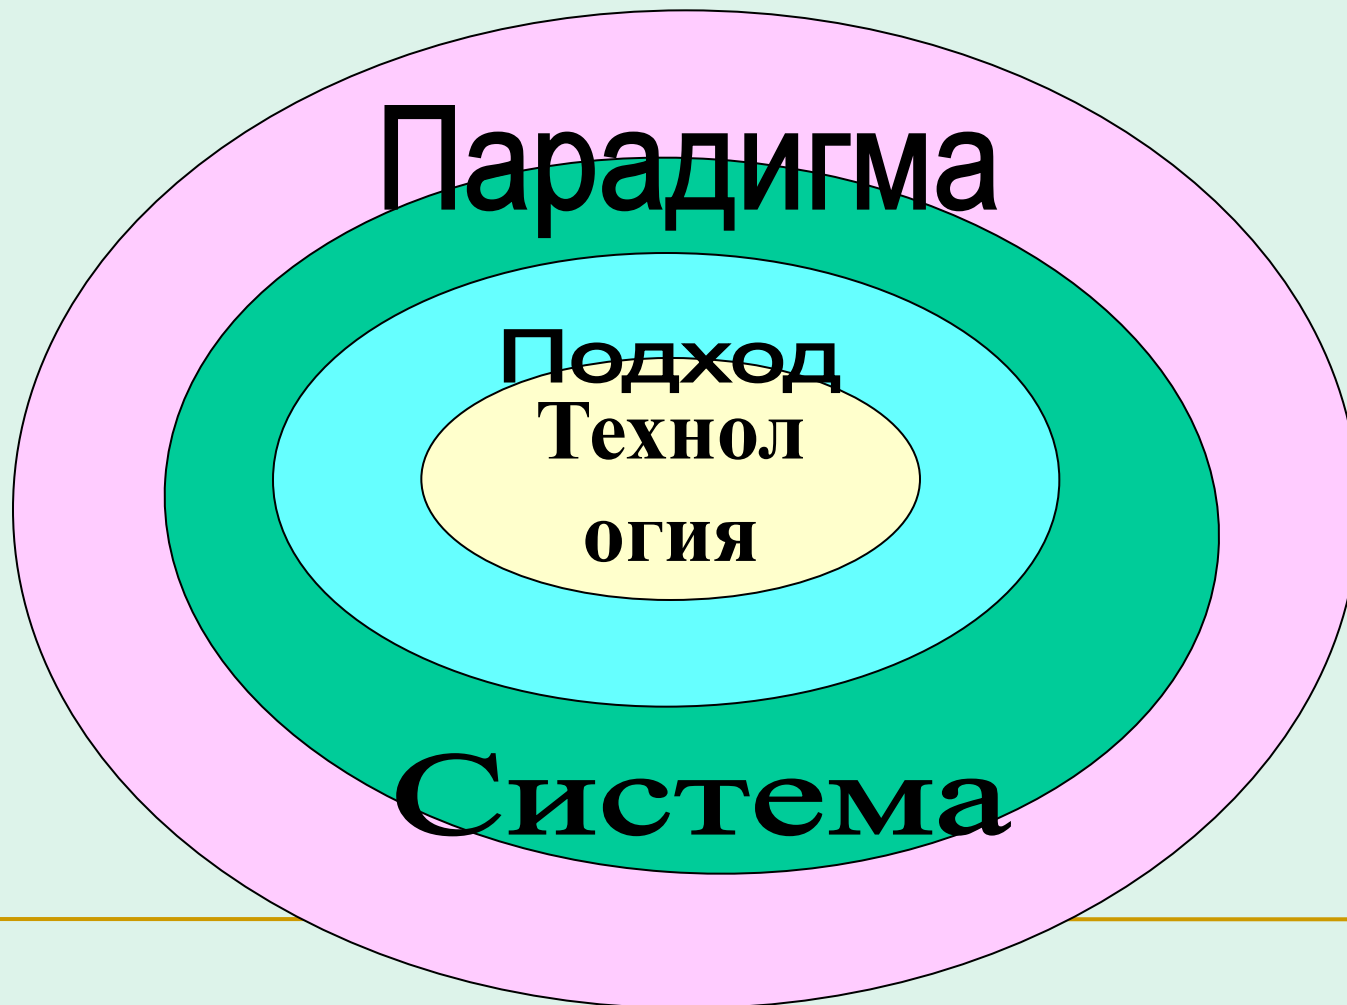 Парадигма
Подход
Технол
огия
Система